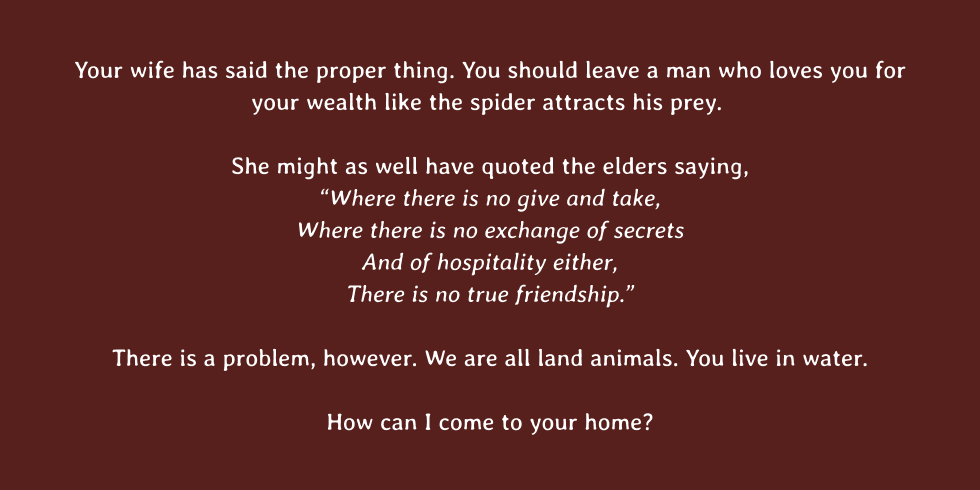 Your wife has said the proper thing. You should leave a man who loves you for
your wealth like the spider attracts his prey.
She might as well have quoted the elders saying,
“Where there is no give and take,
Where there is no exchange of secrets
And of hospitality either,
There is no true friendship.”
There is a problem, however. We are all land animals. You live in water.
How can I come to your home?